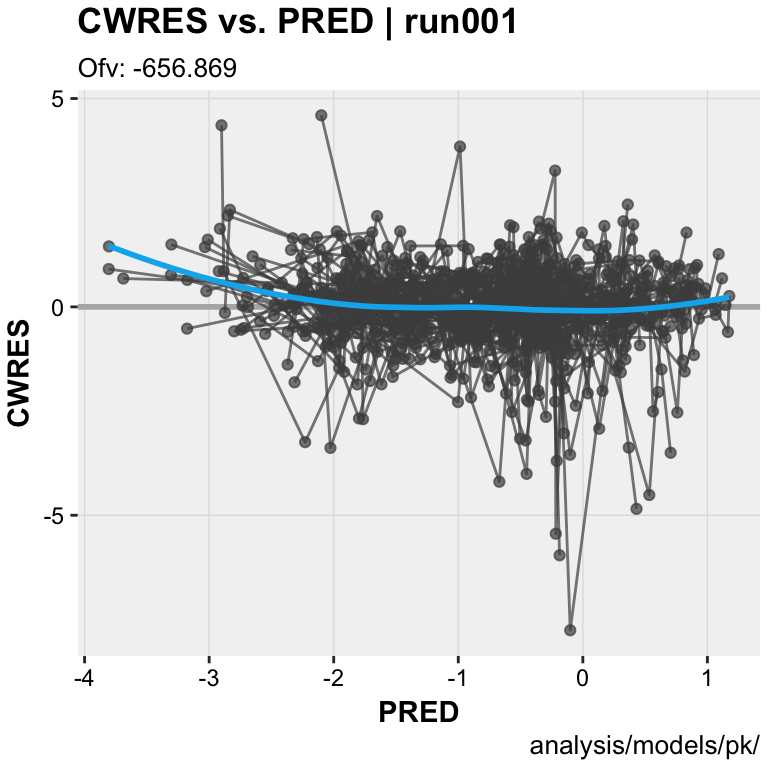 CWRES vs. PRED | run001
Ofv: -656.869
5
0
-5
CWRES
-4 -3 -2 -1 0 1
PRED
analysis/models/pk/